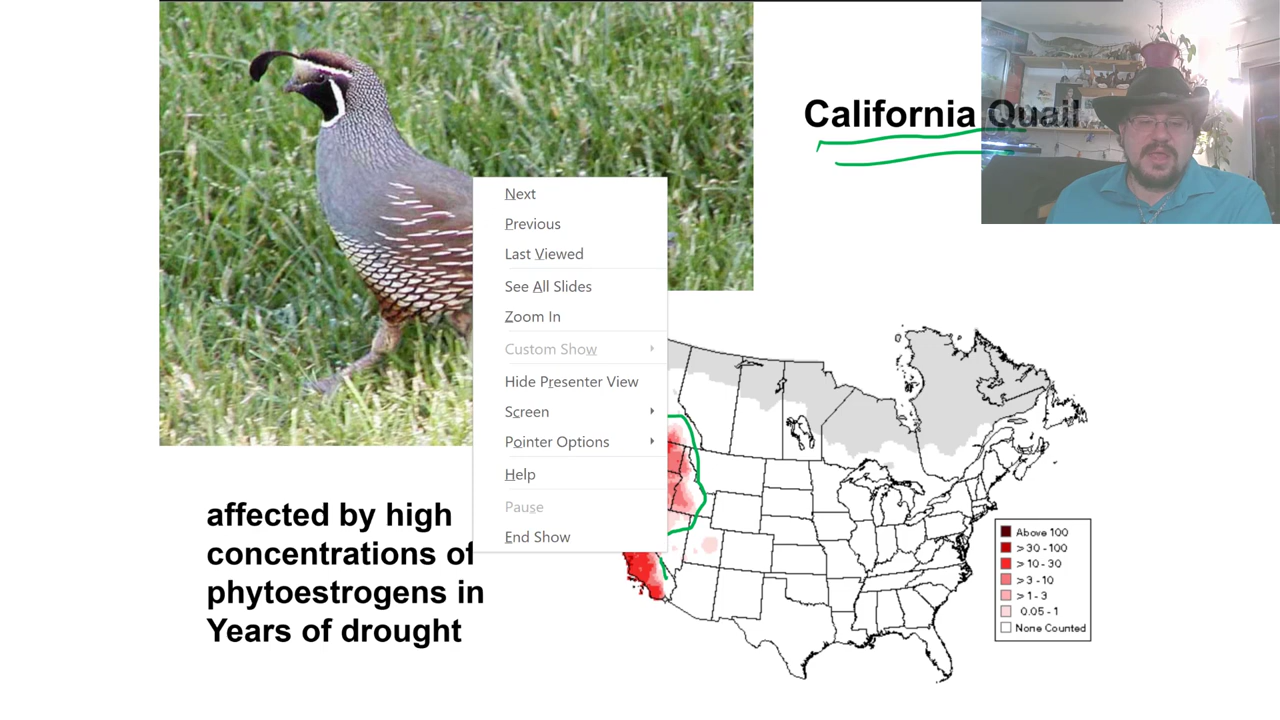 California Quail
Next
Previous
Last Viewed
See All Slides
Zoom In
Custom Show
Hide Presenter View
Screen
Pointer Options
Help
Pause
End Show
affected by high
concentrations of
phytoestrogens in
Years of drought
Above 100
> 30 - 100
> 10 - 30
> 3 - 10
> 1 - 3
0.05 - 1
None Counted